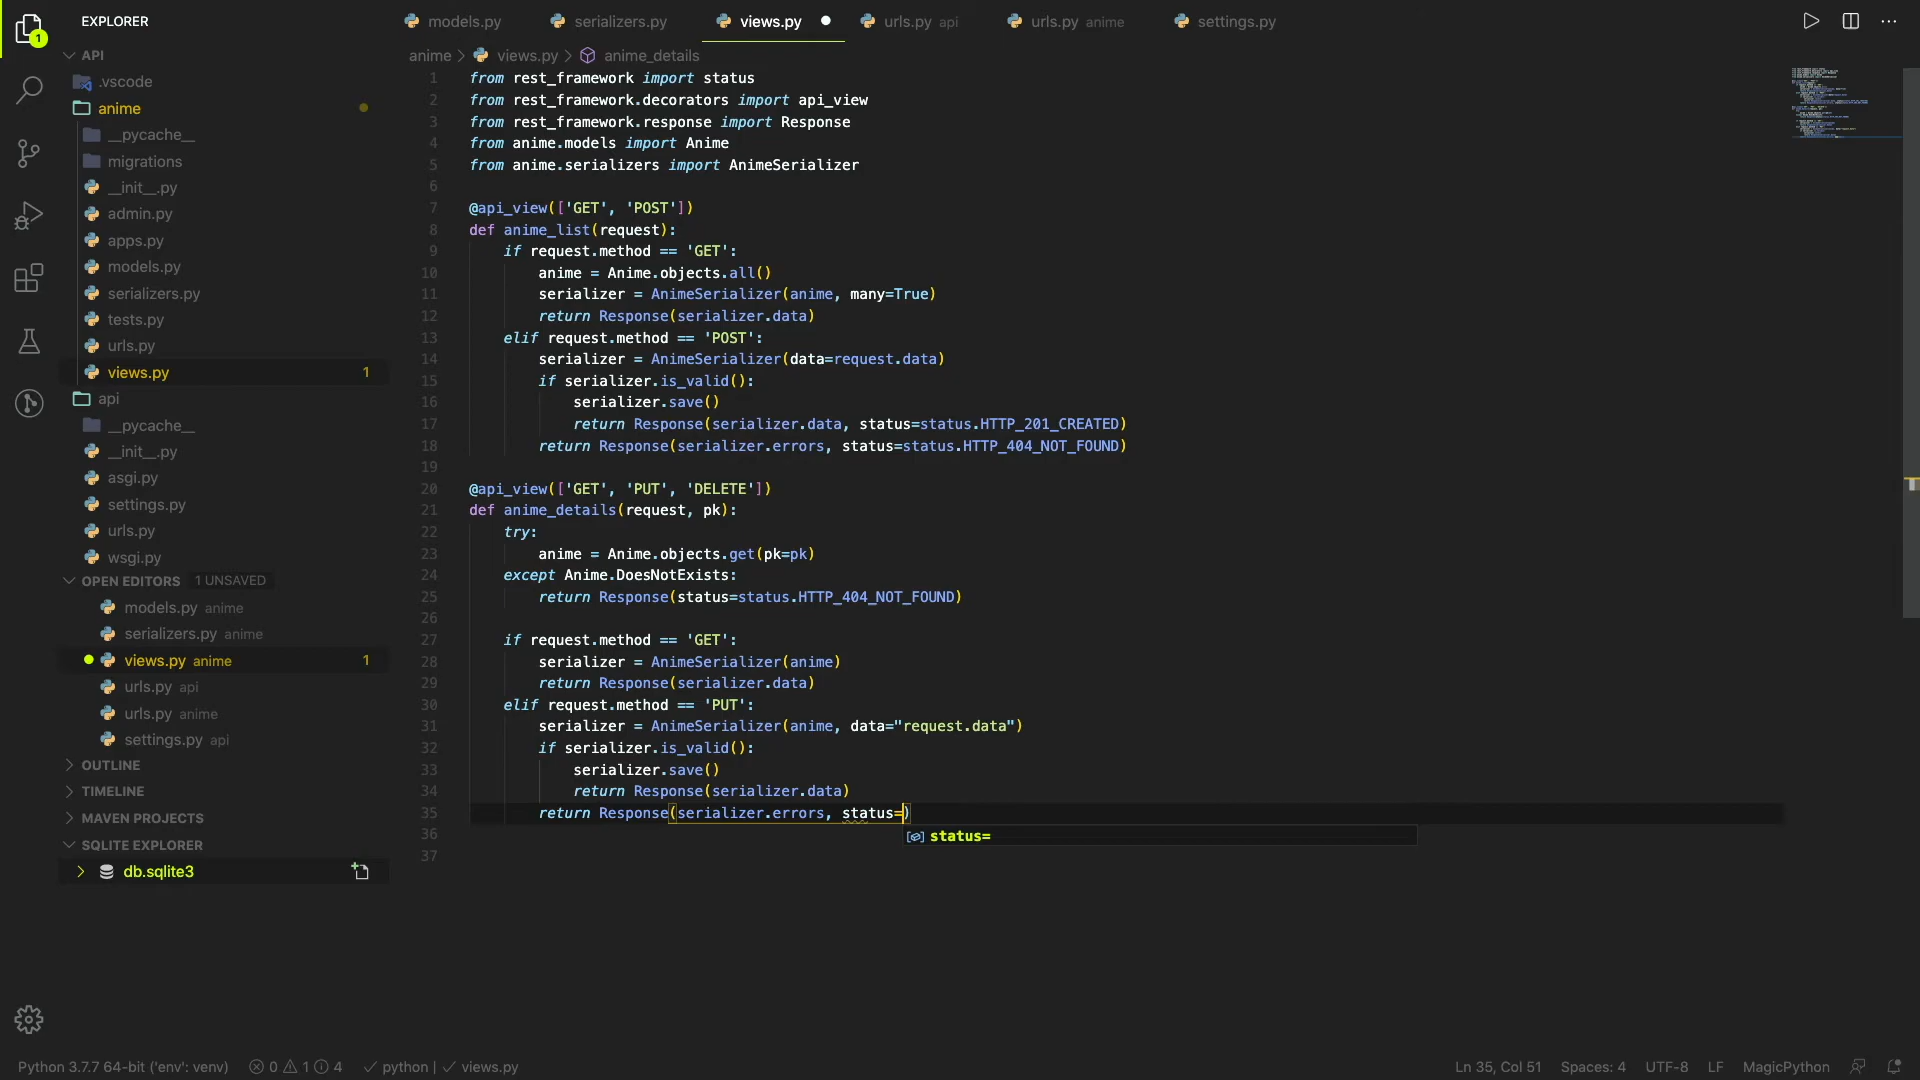 EXPLORER
1
API
.vscode
anime
__pycache__
migrations
__init__.py
admin.py
apps.py
models.py
serializers.py
tests.py
urls.py
views.py 1
api
__pycache__
__init__.py
asgi.py
settings.py
urls.py
wsgi.py
OPEN EDITORS 1 UNSAVED
models.py anime
serializers.py anime
views.py anime 1
urls.py api
urls.py anime
settings.py api
OUTLINE
TIMELINE
MAVEN PROJECTS
SQLITE EXPLORER
db.sqlite3
models.py serializers.py views.py urls.py api urls.py anime settings.py
anime > views.py > anime_details
1 from rest_framework import status
2 from rest_framework.decorators import api_view
3 from rest_framework.response import Response
4 from anime.models import Anime
5 from anime.serializers import AnimeSerializer
6
7 @api_view(['GET', 'POST'])
8 def anime_list(request):
9 if request.method == 'GET':
10 anime = Anime.objects.all()
11 serializer = AnimeSerializer(anime, many=True)
12 return Response(serializer.data)
13 elif request.method == 'POST':
14 serializer = AnimeSerializer(data=request.data)
15 if serializer.is_valid():
16 serializer.save()
17 return Response(serializer.data, status=status.HTTP_201_CREATED)
18 return Response(serializer.errors, status=status.HTTP_404_NOT_FOUND)
19
20 @api_view(['GET', 'PUT', 'DELETE'])
21 def anime_details(request, pk):
22 try:
23 anime = Anime.objects.get(pk=pk)
24 except Anime.DoesNotExists:
25 return Response(status=status.HTTP_404_NOT_FOUND)
26
27 if request.method == 'GET':
28 serializer = AnimeSerializer(anime)
29 return Response(serializer.data)
30 elif request.method == 'PUT':
31 serializer = AnimeSerializer(anime, data="request.data")
32 if serializer.is_valid():
33 serializer.save()
34 return Response(serializer.data)
35 return Response(serializer.errors, status=)
36 status=
37
Python 3.7.7 64-bit ('env': venv) 0 1 4 python | views.py Ln 35, Col 51 Spaces: 4 UTF-8 LF MagicPython